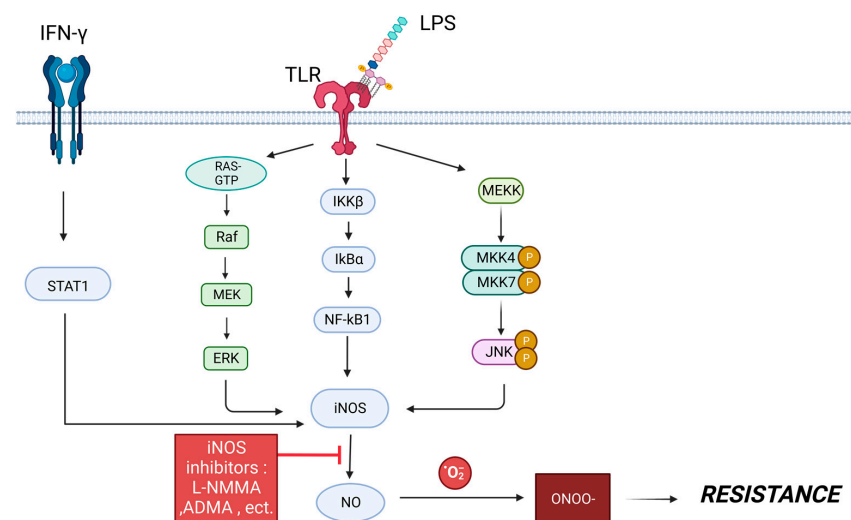 IFN-γ
LPS
TLR
RAS-
GTP
IKKβ
MEKK
Raf
IkBα
MKK4
P
MKK7
P
STAT1
MEK
NF-kB1
ERK
JNK
P
P
iNOS
iNOS
inhibitors :
L-NMMA
,ADMA , ect.
•O₂⁻
NO
ONOO-
RESISTANCE